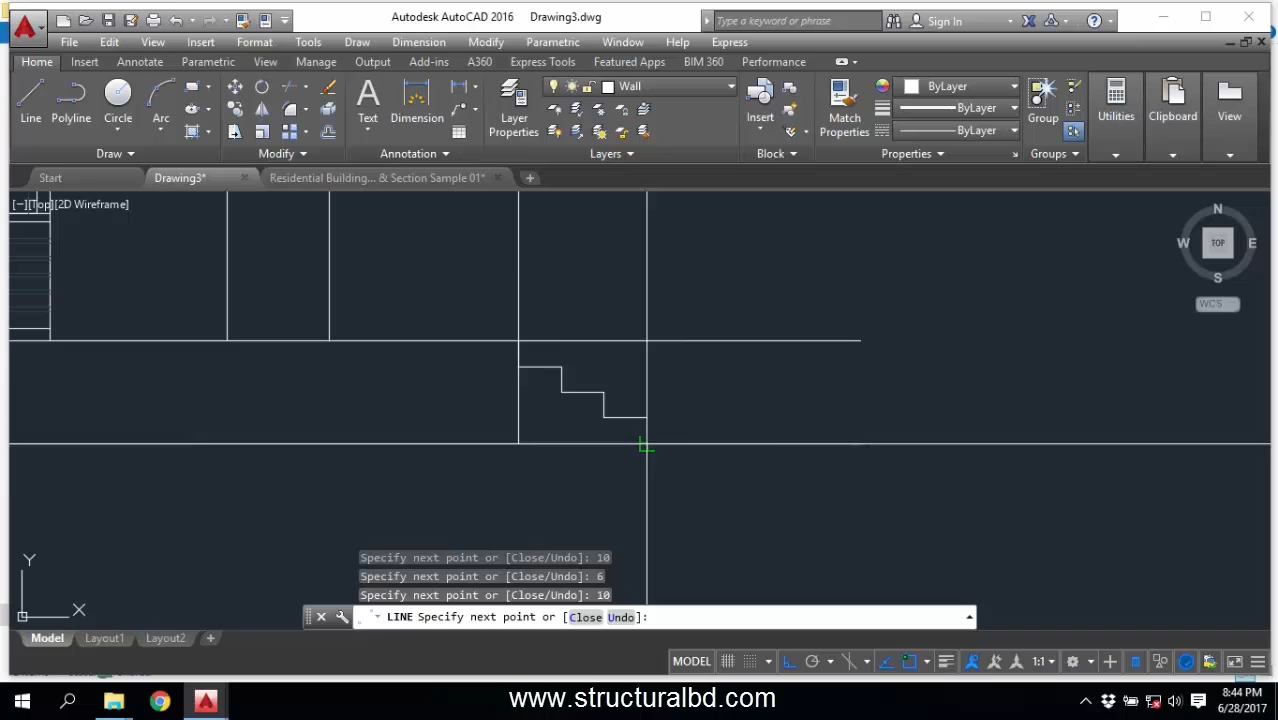 Autodesk AutoCAD 2016 Drawing3.dwg
Type a keyword or phrase
Sign In
File Edit View Insert Format Tools Draw Dimension Modify Parametric Window Help Express
Home Insert Annotate Parametric View Manage Output Add-ins A360 Express Tools Featured Apps BIM 360 Performance
Wall
ByLayer
ByLayer
ByLayer
Line Polyline Circle Arc
Text Dimension
Layer Properties
Insert
Match Properties
Group
Utilities Clipboard View
Draw Modify Annotation Layers Block Properties Groups
Start Drawing3* Residential Building... & Section Sample 01*
[−][Top][2D Wireframe]
N
W TOP E
S
WCS
Y
X
Specify next point or [Close/Undo]: 10
Specify next point or [Close/Undo]: 6
Specify next point or [Close/Undo]: 10
LINE Specify next point or [Close Undo]:
Model Layout1 Layout2
MODEL 1:1
www.structuralbd.com
8:44 PM
6/28/2017